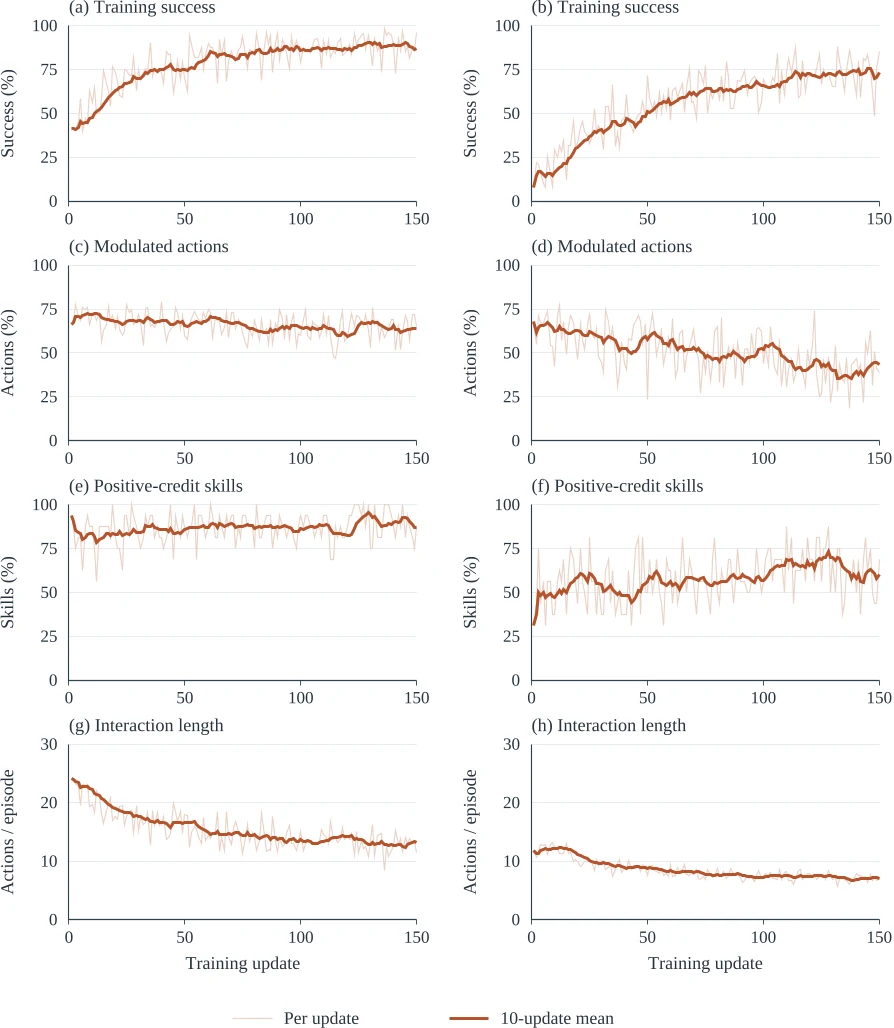 (a) Training success
(b) Training success
100
75
50
25
0
Success (%)
0 50 100 150
100
75
50
25
0
Success (%)
0 50 100 150
(c) Modulated actions
(d) Modulated actions
100
75
50
25
0
Actions (%)
0 50 100 150
100
75
50
25
0
Actions (%)
0 50 100 150
(e) Positive-credit skills
(f) Positive-credit skills
100
75
50
25
0
Skills (%)
0 50 100 150
100
75
50
25
0
Skills (%)
0 50 100 150
(g) Interaction length
(h) Interaction length
30
20
10
0
Actions / episode
0 50 100 150
Training update
30
20
10
0
Actions / episode
0 50 100 150
Training update
Per update
10-update mean